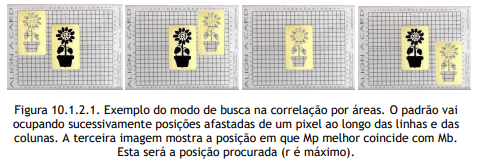 ALIGN A CARD
ALIGN A CARD
ALIGN A CARD
ALIGN A CARD
Figura 10.1.2.1. Exemplo do modo de busca na correlação por áreas. O padrão vai
ocupando sucessivamente posições afastadas de um pixel ao longo das linhas e das
colunas. A terceira imagem mostra a posição em que Mp melhor coincide com Mb.
Esta será a posição procurada (r é máximo).